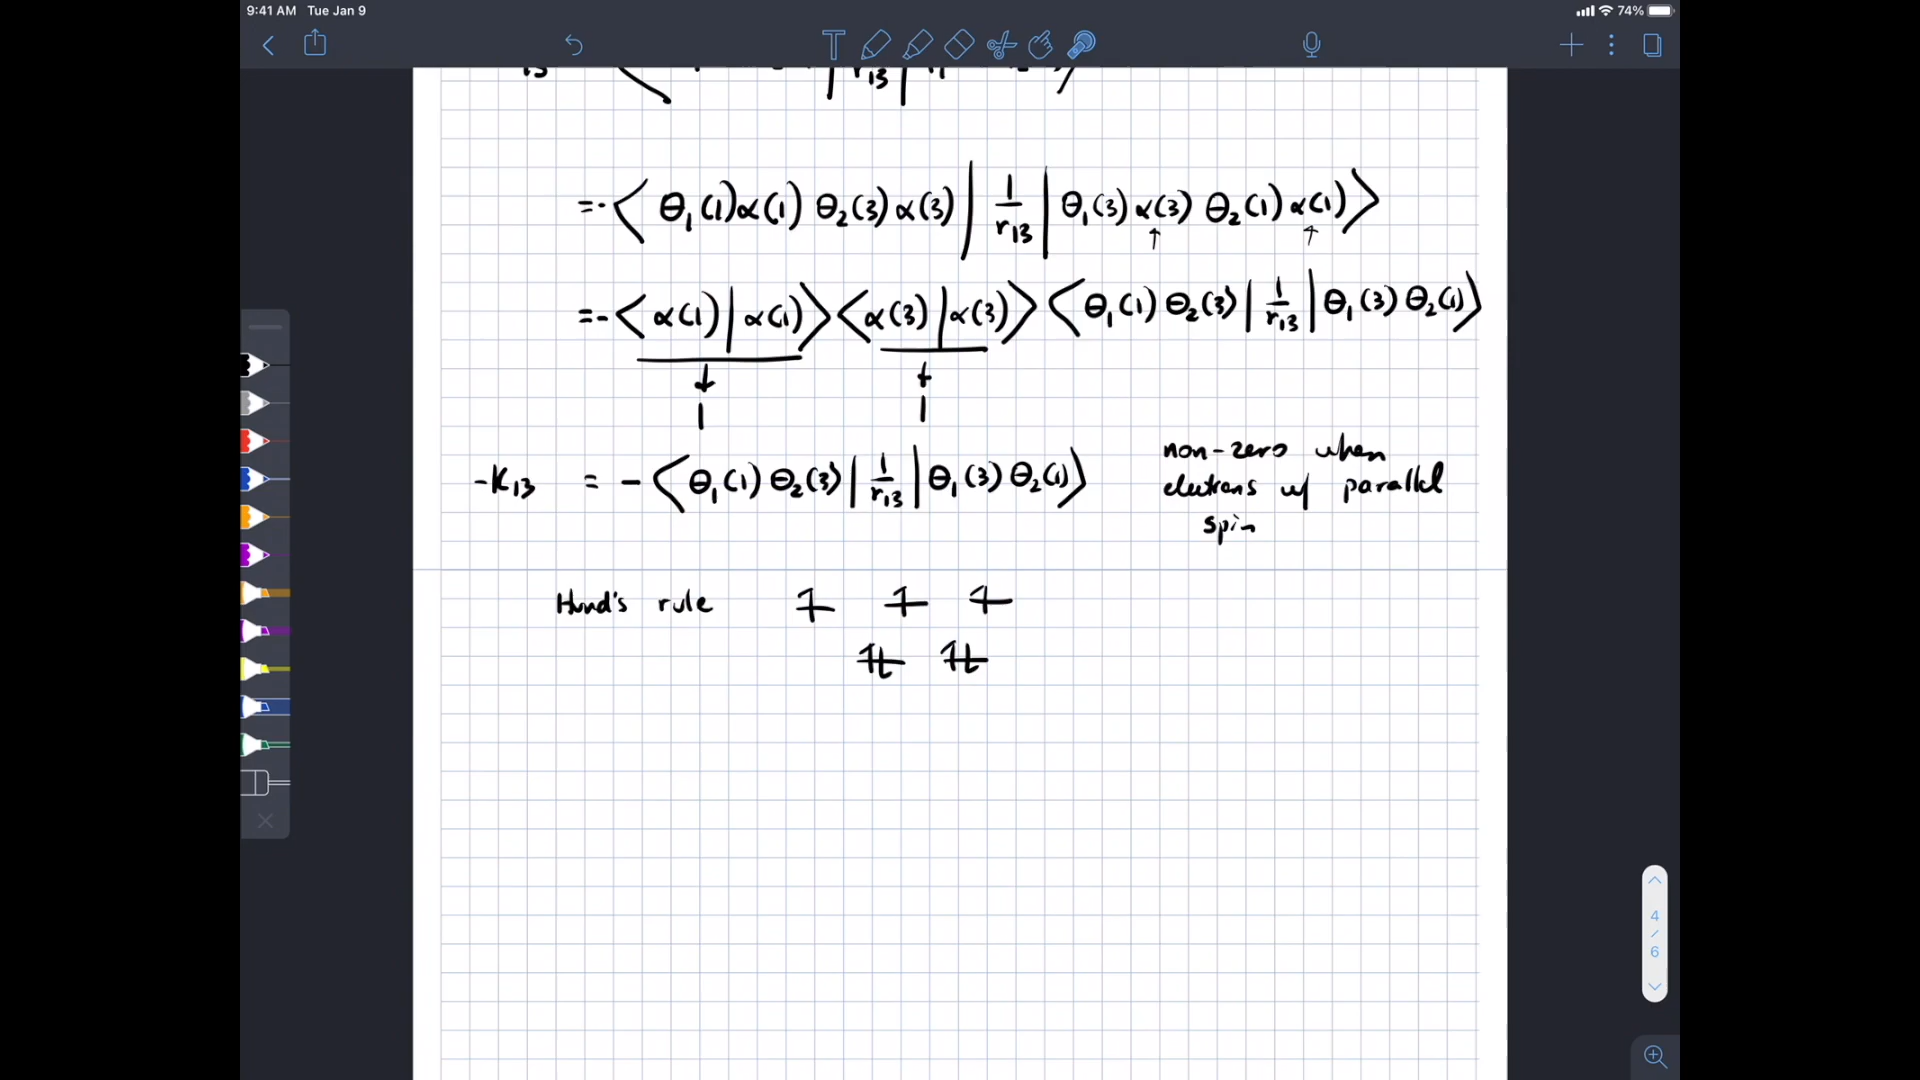 9:41 AM Tue Jan 9
74%
T
r₁₃
= - ⟨ θ₁(1)α(1) θ₂(3) α(3) | 1/r₁₃ | θ₁(3) α(3) θ₂(1) α(1) ⟩
↑ ↑
= - ⟨ α(1) | α(1) ⟩ ⟨ α(3) | α(3) ⟩ ⟨ θ₁(1) θ₂(3) | 1/r₁₃ | θ₁(3) θ₂(1) ⟩
↓ ↓
1 1
-K₁₃ = - ⟨ θ₁(1) θ₂(3) | 1/r₁₃ | θ₁(3) θ₂(1) ⟩
non-zero when
electrons w/ parallel
spin
Hund's rule
4
/
6